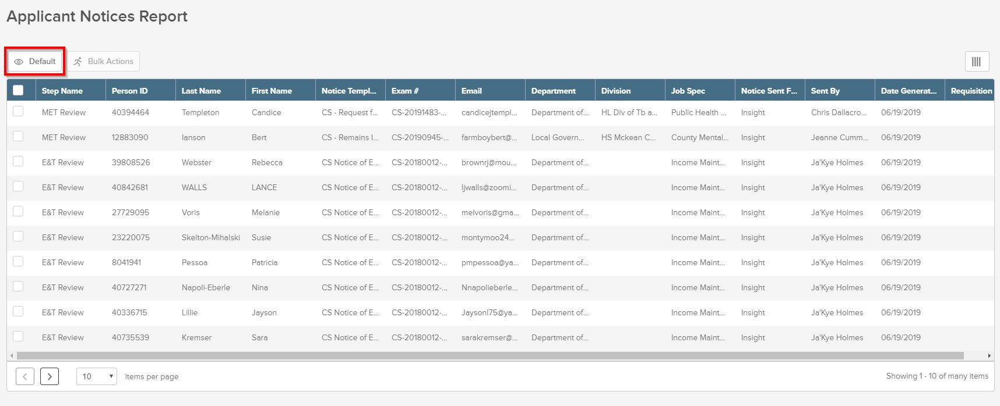 Applicant Notices Report
Default Bulk Actions
Step Name Person ID Last Name First Name Notice Templ... Exam # Email Department Division Job Spec Notice Sent F... Sent By Date Generat... Requisition
MET Review 40394464 Templeton Candice CS - Request f... CS-20191483-... candicejtempl... Department of... HL Div of Tb a... Public Health ... Insight Chris Dallacro... 06/19/2019
MET Review 12883090 Ianson Bert CS - Remains I... CS-20190945-... farmboybert@... Local Govern... HS Mckean C... County Mental... Insight Jeanne Cumm... 06/19/2019
E&T Review 39808526 Webster Rebecca CS Notice of E... CS-20180012-... brownrj@mou... Department of... Income Maint... Insight Ja'Kye Holmes 06/19/2019
E&T Review 40842681 WALLS LANCE CS Notice of E... CS-20180012-... ljwalls@zoomi... Department of... Income Maint... Insight Ja'Kye Holmes 06/19/2019
E&T Review 27729095 Voris Melanie CS Notice of E... CS-20180012-... melvoris@gma... Department of... Income Maint... Insight Ja'Kye Holmes 06/19/2019
E&T Review 23220075 Skelton-Mihalski Susie CS Notice of E... CS-20180012-... montymoo24... Department of... Income Maint... Insight Ja'Kye Holmes 06/19/2019
E&T Review 8041941 Pessoa Patricia CS Notice of E... CS-20180012-... pmpessoa@ya... Department of... Income Maint... Insight Ja'Kye Holmes 06/19/2019
E&T Review 40727271 Napoli-Eberle Nina CS Notice of E... CS-20180012-... Nnapolieberle... Department of... Income Maint... Insight Ja'Kye Holmes 06/19/2019
E&T Review 40336715 Lillie Jayson CS Notice of E... CS-20180012-... Jaysonl75@ya... Department of... Income Maint... Insight Ja'Kye Holmes 06/19/2019
E&T Review 40735539 Kremser Sara CS Notice of E... CS-20180012-... sarakremser@... Department of... Income Maint... Insight Ja'Kye Holmes 06/19/2019
10 items per page Showing 1 - 10 of many items